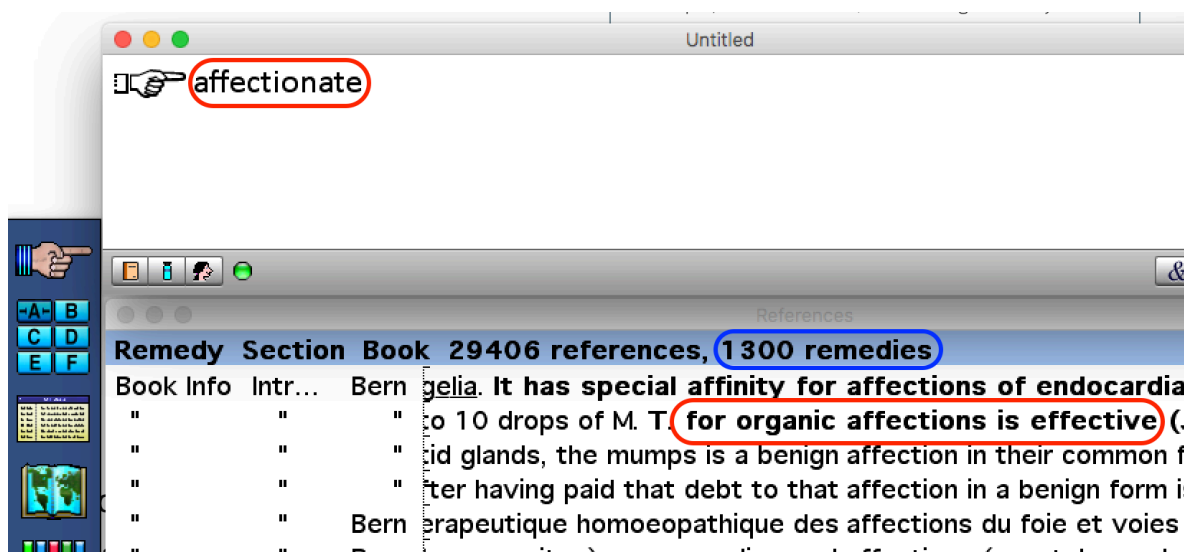 Untitled
affectionate
&
A B
C D
E F
References
Remedy Section Book 29406 references, 1300 remedies
Book Info Intr... Bern gelia. It has special affinity for affections of endocardia
" " " to 10 drops of M. T. for organic affections is effective (J
" " " id glands, the mumps is a benign affection in their common f
" " " ter having paid that debt to that affection in a benign form is
" " Bern erapeutique homoeopathique des affections du foie et voies